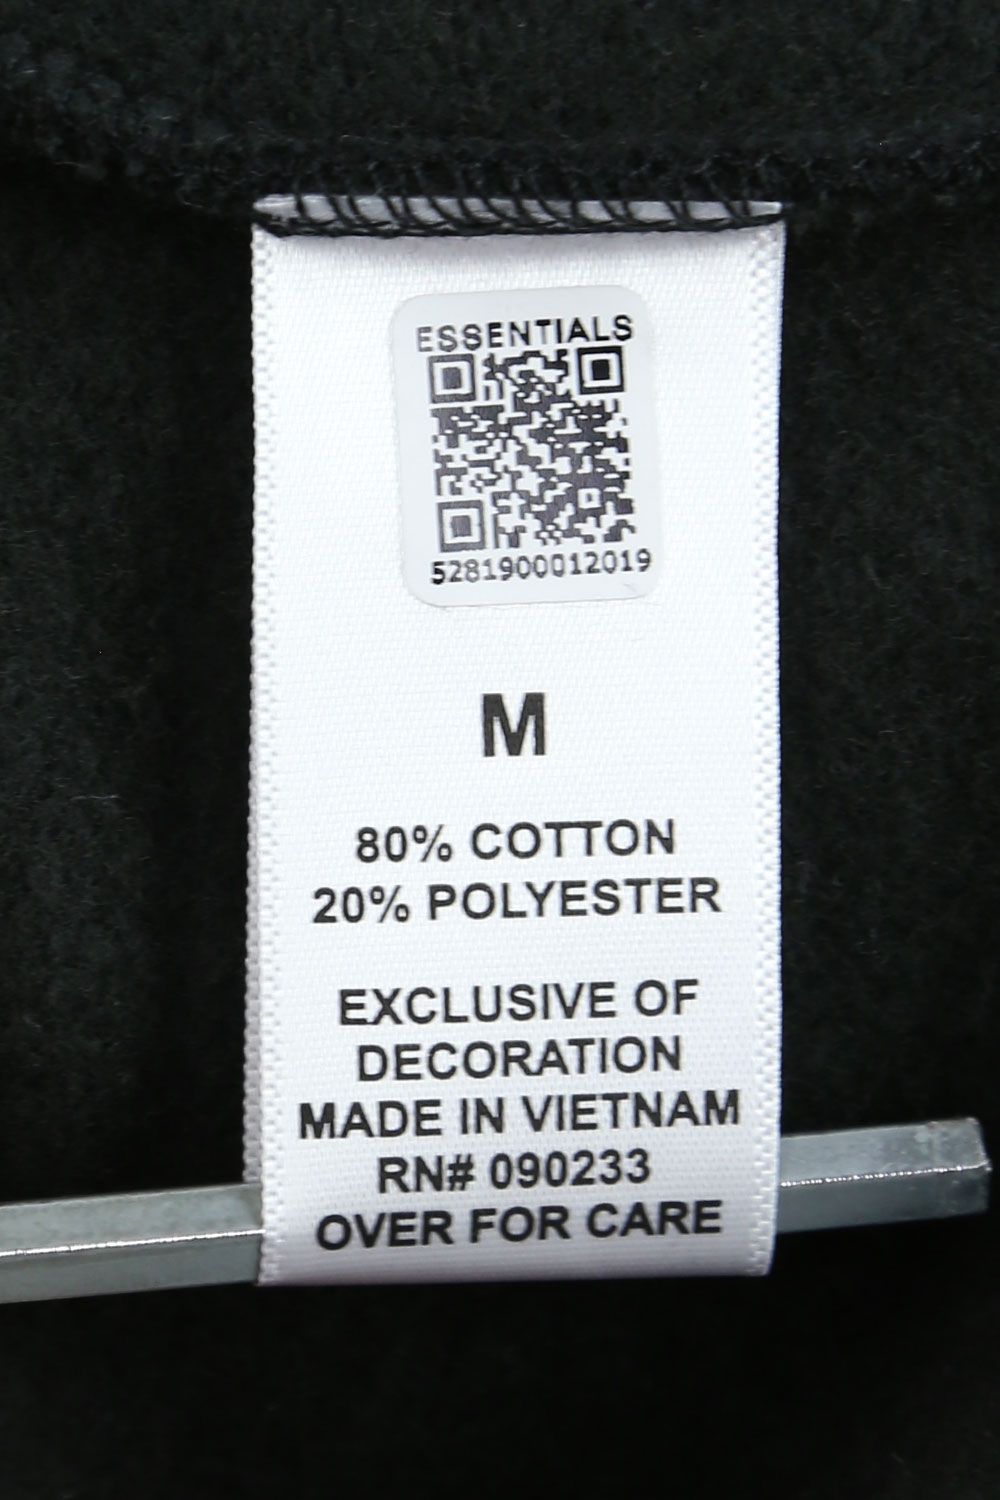 ESSENTIALS
5281900012019
M
80% COTTON
20% POLYESTER
EXCLUSIVE OF
DECORATION
MADE IN VIETNAM
RN# 090233
OVER FOR CARE